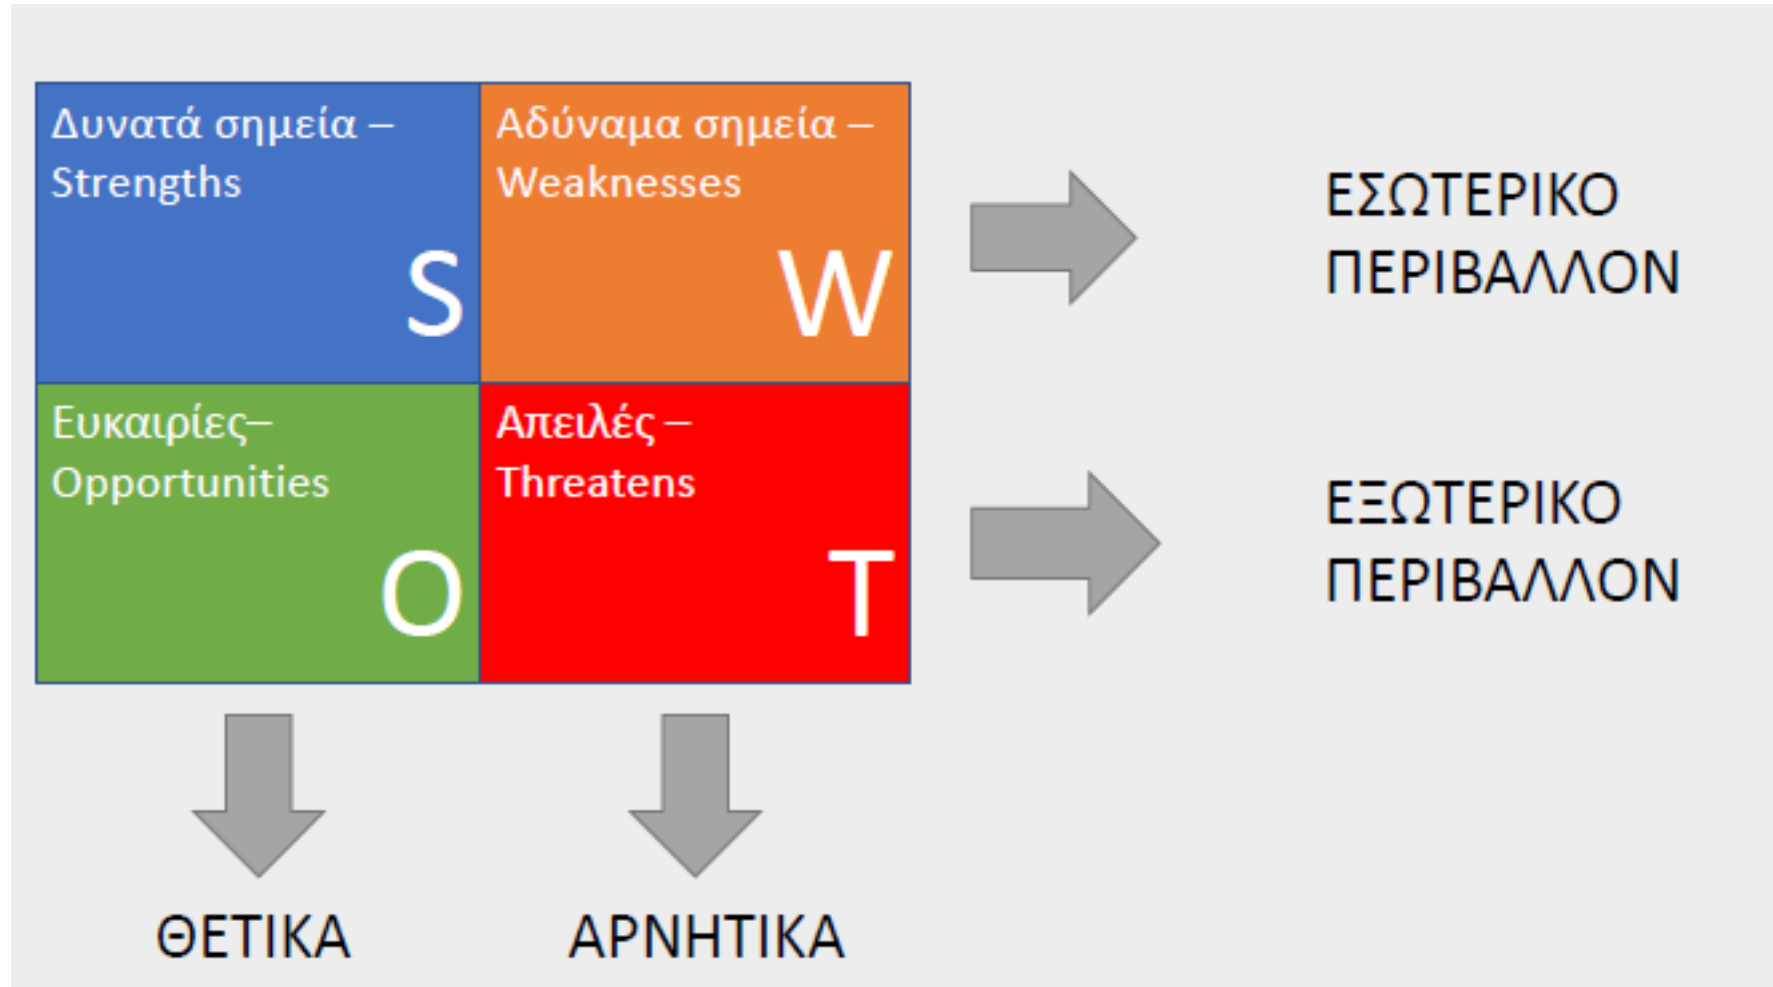 Δυνατά σημεία –
Strengths
S
Αδύναμα σημεία –
Weaknesses
W
ΕΣΩΤΕΡΙΚΟ
ΠΕΡΙΒΑΛΛΟΝ
Ευκαιρίες–
Opportunities
O
Απειλές –
Threatens
T
ΕΞΩΤΕΡΙΚΟ
ΠΕΡΙΒΑΛΛΟΝ
ΘΕΤΙΚΑ
ΑΡΝΗΤΙΚΑ